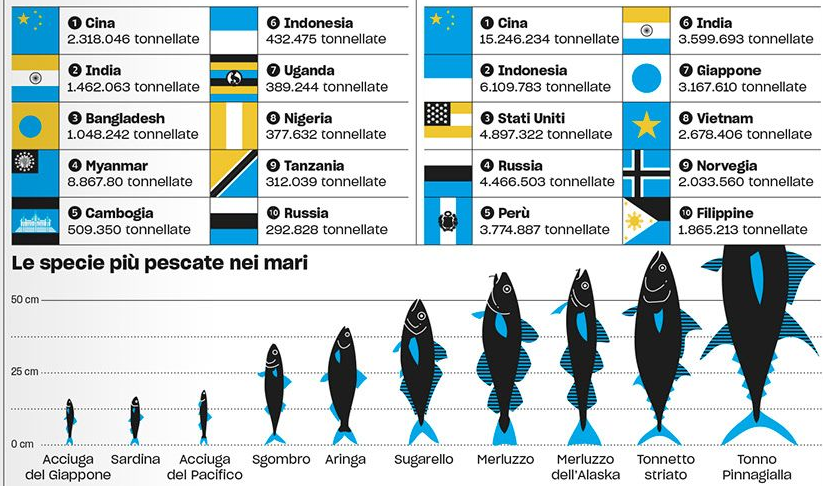 1 Cina
2.318.046 tonnellate
2 India
1.462.063 tonnellate
3 Bangladesh
1.048.242 tonnellate
4 Myanmar
8.867.80 tonnellate
5 Cambogia
509.350 tonnellate
6 Indonesia
432.475 tonnellate
7 Uganda
389.244 tonnellate
8 Nigeria
377.632 tonnellate
9 Tanzania
312.039 tonnellate
10 Russia
292.828 tonnellate
1 Cina
15.246.234 tonnellate
2 Indonesia
6.109.783 tonnellate
3 Stati Uniti
4.897.322 tonnellate
4 Russia
4.466.503 tonnellate
5 Perù
3.774.887 tonnellate
6 India
3.599.693 tonnellate
7 Giappone
3.167.610 tonnellate
8 Vietnam
2.678.406 tonnellate
9 Norvegia
2.033.560 tonnellate
10 Filippine
1.865.213 tonnellate
Le specie più pescate nei mari
50 cm
25 cm
0 cm
Acciuga
del Giappone
Sardina
Acciuga
del Pacifico
Sgombro
Aringa
Sugarello
Merluzzo
Merluzzo
dell'Alaska
Tonnetto
striato
Tonno
Pinnagialla